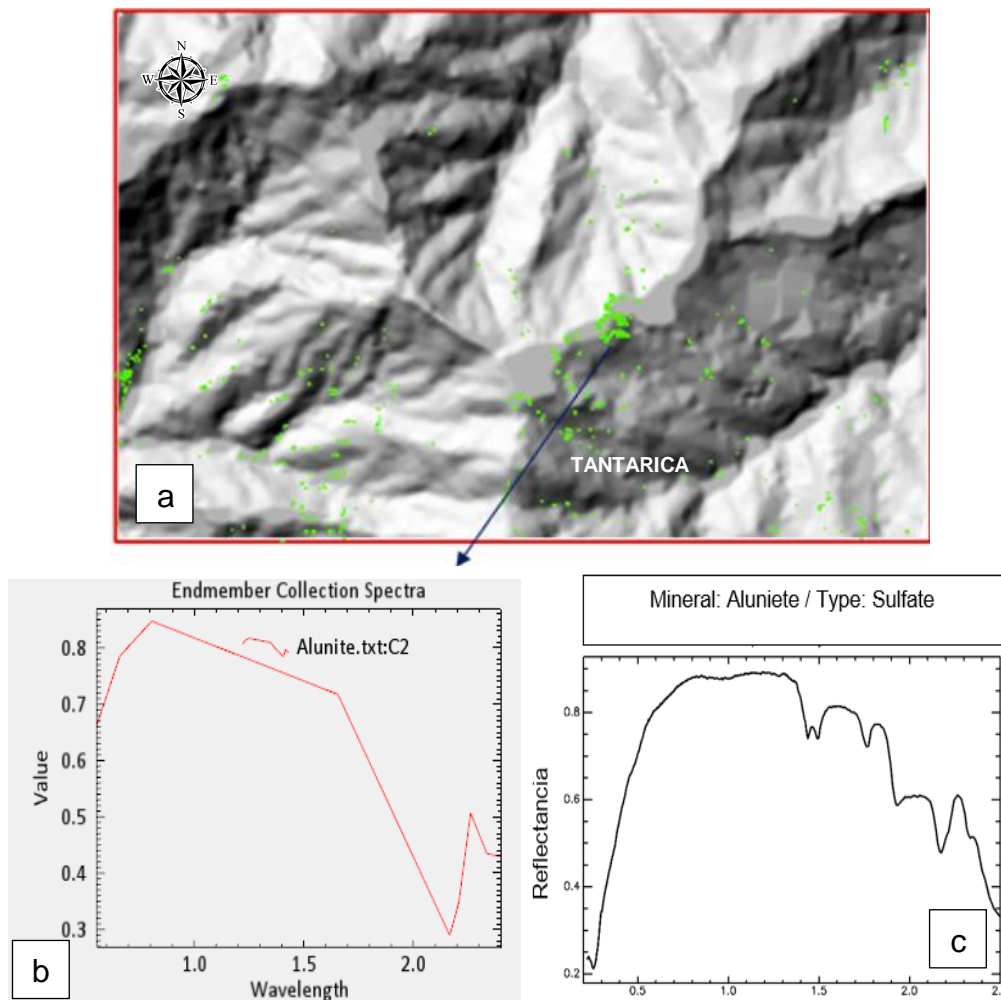 N
W E
S
TANTARICA
a
Endmember Collection Spectra
Alunite.txt:C2
0.8
0.7
0.6
0.5
0.4
0.3
Value
1.0 1.5 2.0
Wavelength
b
Mineral: Aluniete / Type: Sulfate
0.8
0.6
0.4
0.2
Reflectancia
0.5 1.0 1.5 2.0
c